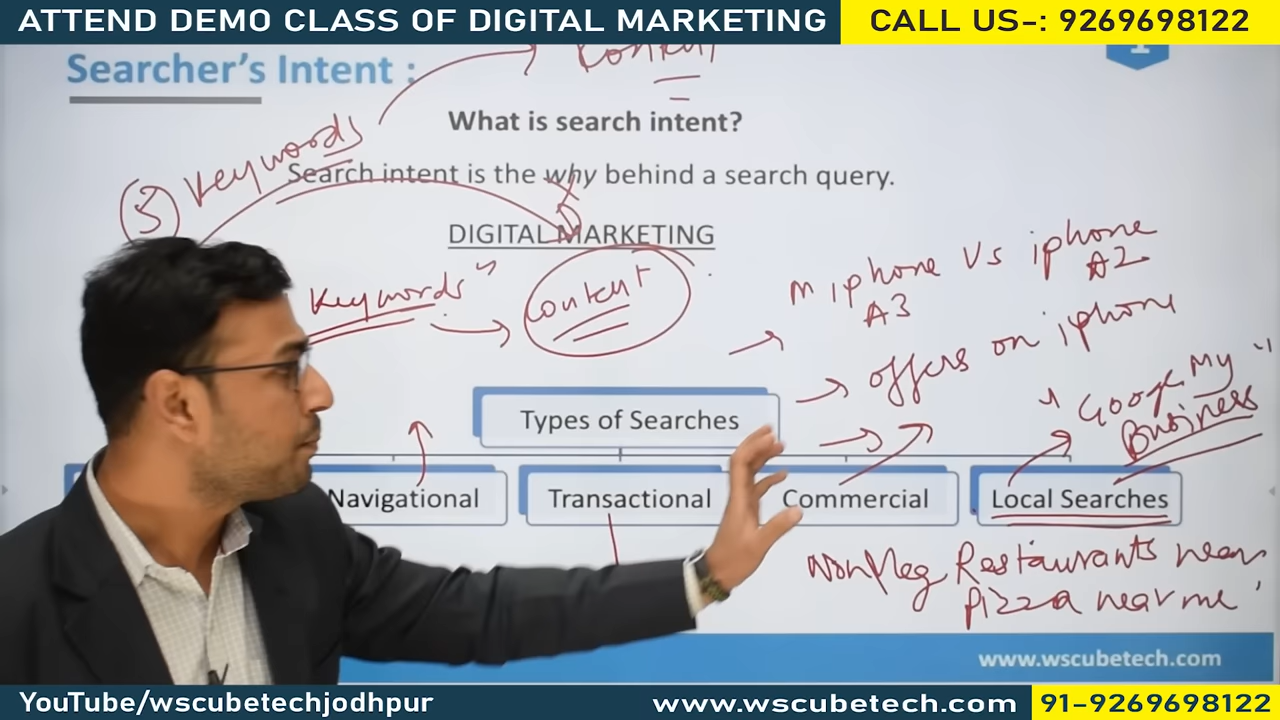 ATTEND DEMO CLASS OF DIGITAL MARKETING CALL US-: 9269698122
Content
Searcher's Intent :
What is search intent?
Keywords
Search intent is the why behind a search query.
DIGITAL MARKETING
iphone Vs iphone
A3 A2
Keywords"
Content
offers on iphone
"Google My
Business"
Types of Searches
Navigational
Transactional
Commercial
Local Searches
Non Veg Restaurants near
pizza near me
www.wscubetech.com
YouTube/wscubetechjodhpur www.wscubetech.com 91-9269698122